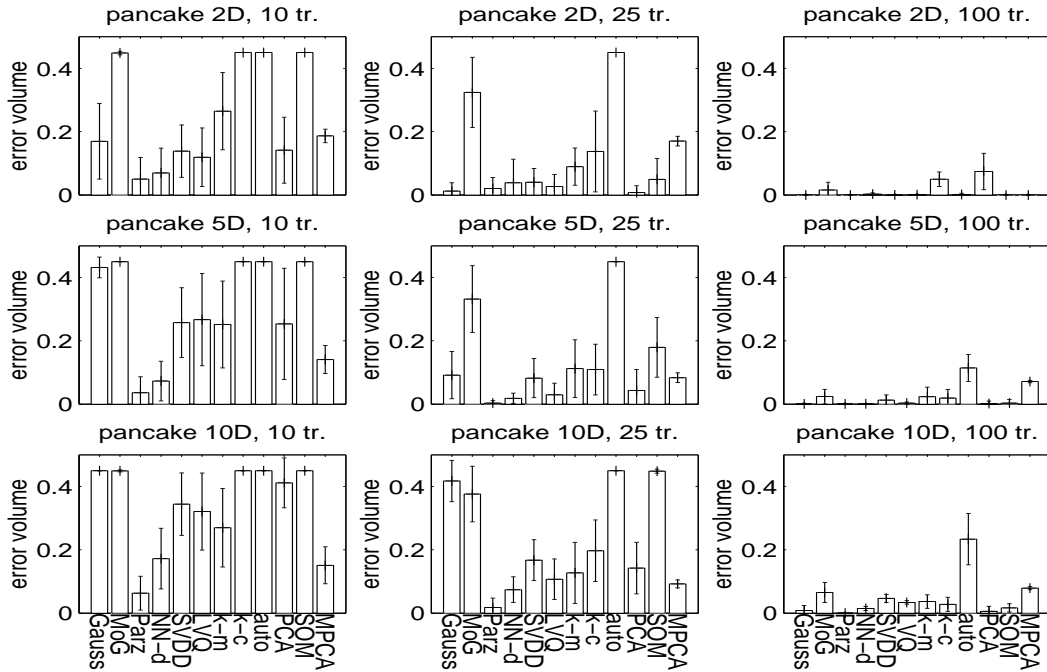 pancake 2D, 10 tr.
pancake 2D, 25 tr.
pancake 2D, 100 tr.
error volume
0.4
0.2
0
error volume
0.4
0.2
0
error volume
0.4
0.2
0
pancake 5D, 10 tr.
pancake 5D, 25 tr.
pancake 5D, 100 tr.
error volume
0.4
0.2
0
error volume
0.4
0.2
0
error volume
0.4
0.2
0
pancake 10D, 10 tr.
pancake 10D, 25 tr.
pancake 10D, 100 tr.
error volume
0.4
0.2
0
error volume
0.4
0.2
0
error volume
0.4
0.2
0
Gauss
MoG
Parz
NN-d
SVDD
LVQ
k-m
k-c
auto
PCA
SOM
MPCA
Gauss
MoG
Parz
NN-d
SVDD
LVQ
k-m
k-c
auto
PCA
SOM
MPCA
Gauss
MoG
Parz
NN-d
SVDD
LVQ
k-m
k-c
auto
PCA
SOM
MPCA